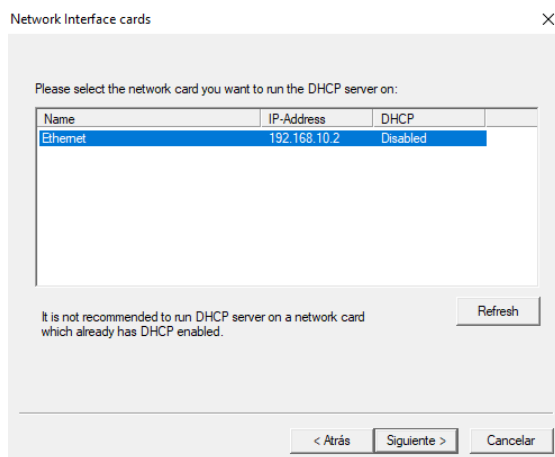 Network Interface cards
Please select the network card you want to run the DHCP server on:
Name IP-Address DHCP
Ethernet 192.168.10.2 Disabled
It is not recommended to run DHCP server on a network card
which already has DHCP enabled.
Refresh
< Atrás Siguiente > Cancelar